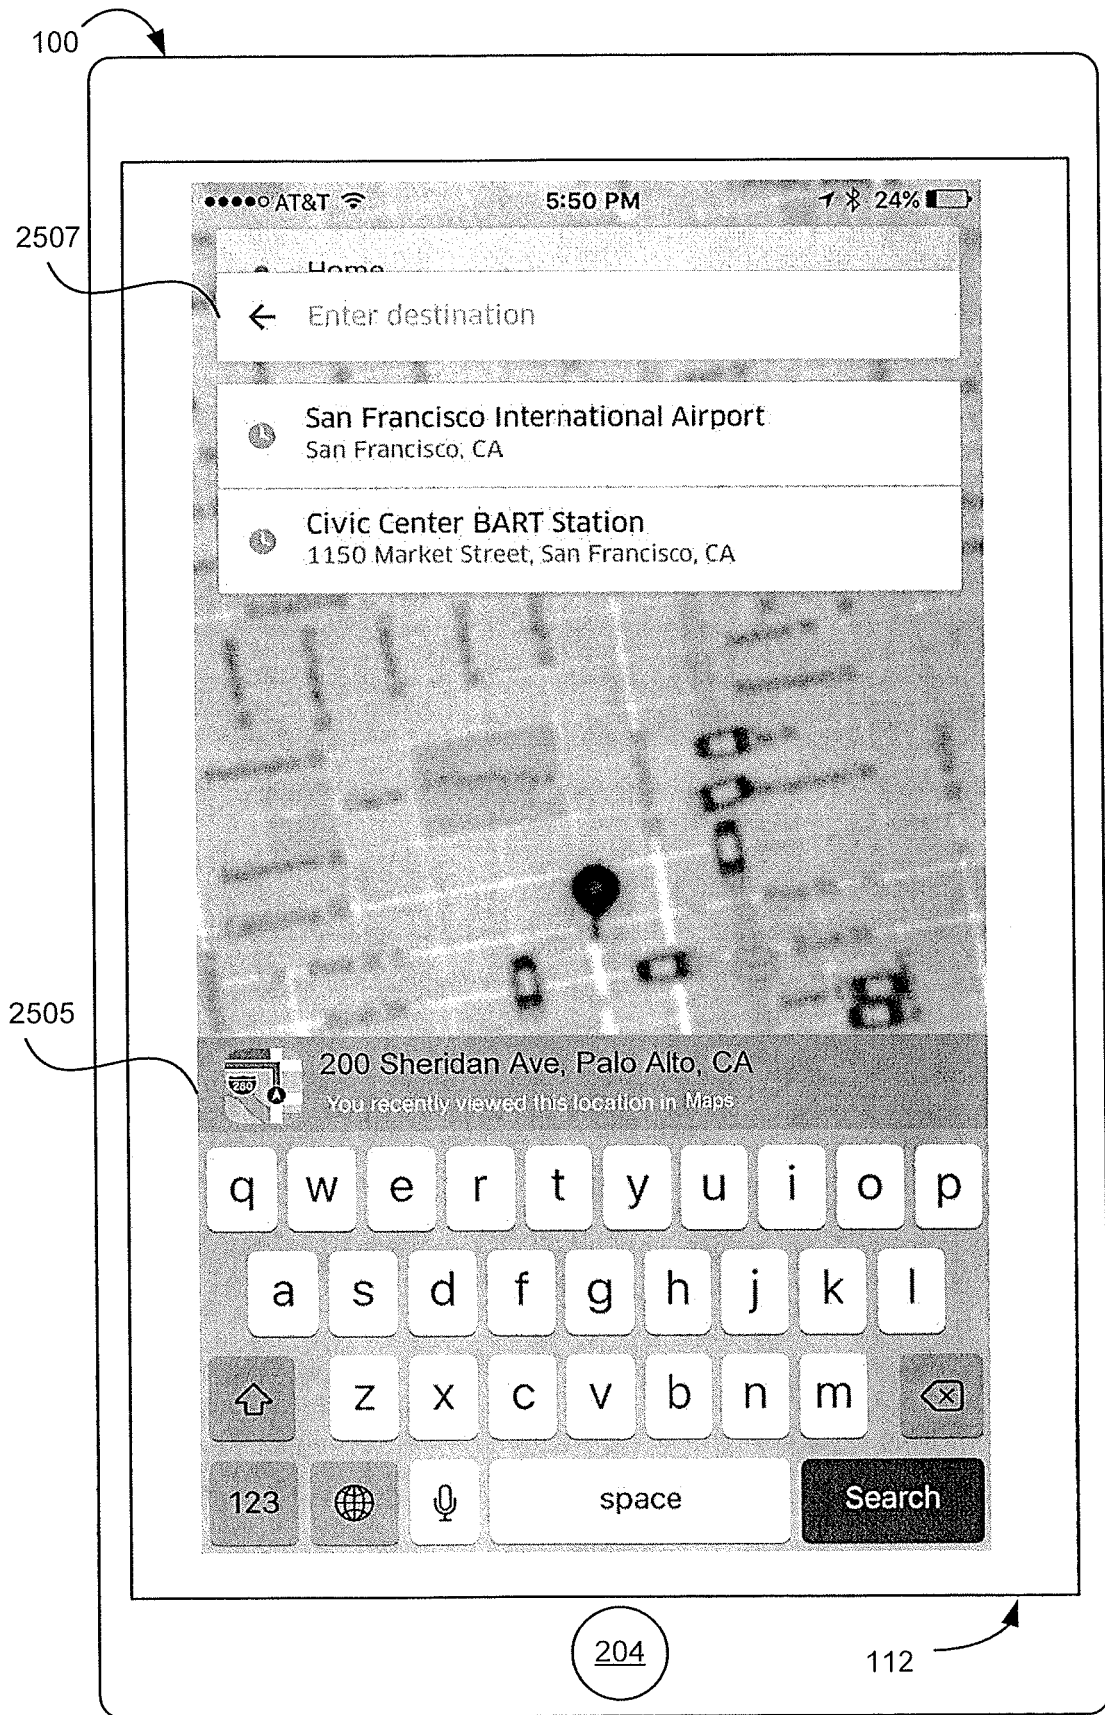 100
●●●●○ AT&T 5:50 PM 24%
2507
Home
Enter destination
San Francisco International Airport
San Francisco, CA
Civic Center BART Station
1150 Market Street, San Francisco, CA
2505
280
200 Sheridan Ave, Palo Alto, CA
You recently viewed this location in Maps
q w e r t y u i o p
a s d f g h j k l
z x c v b n m
123 space Search
204
112